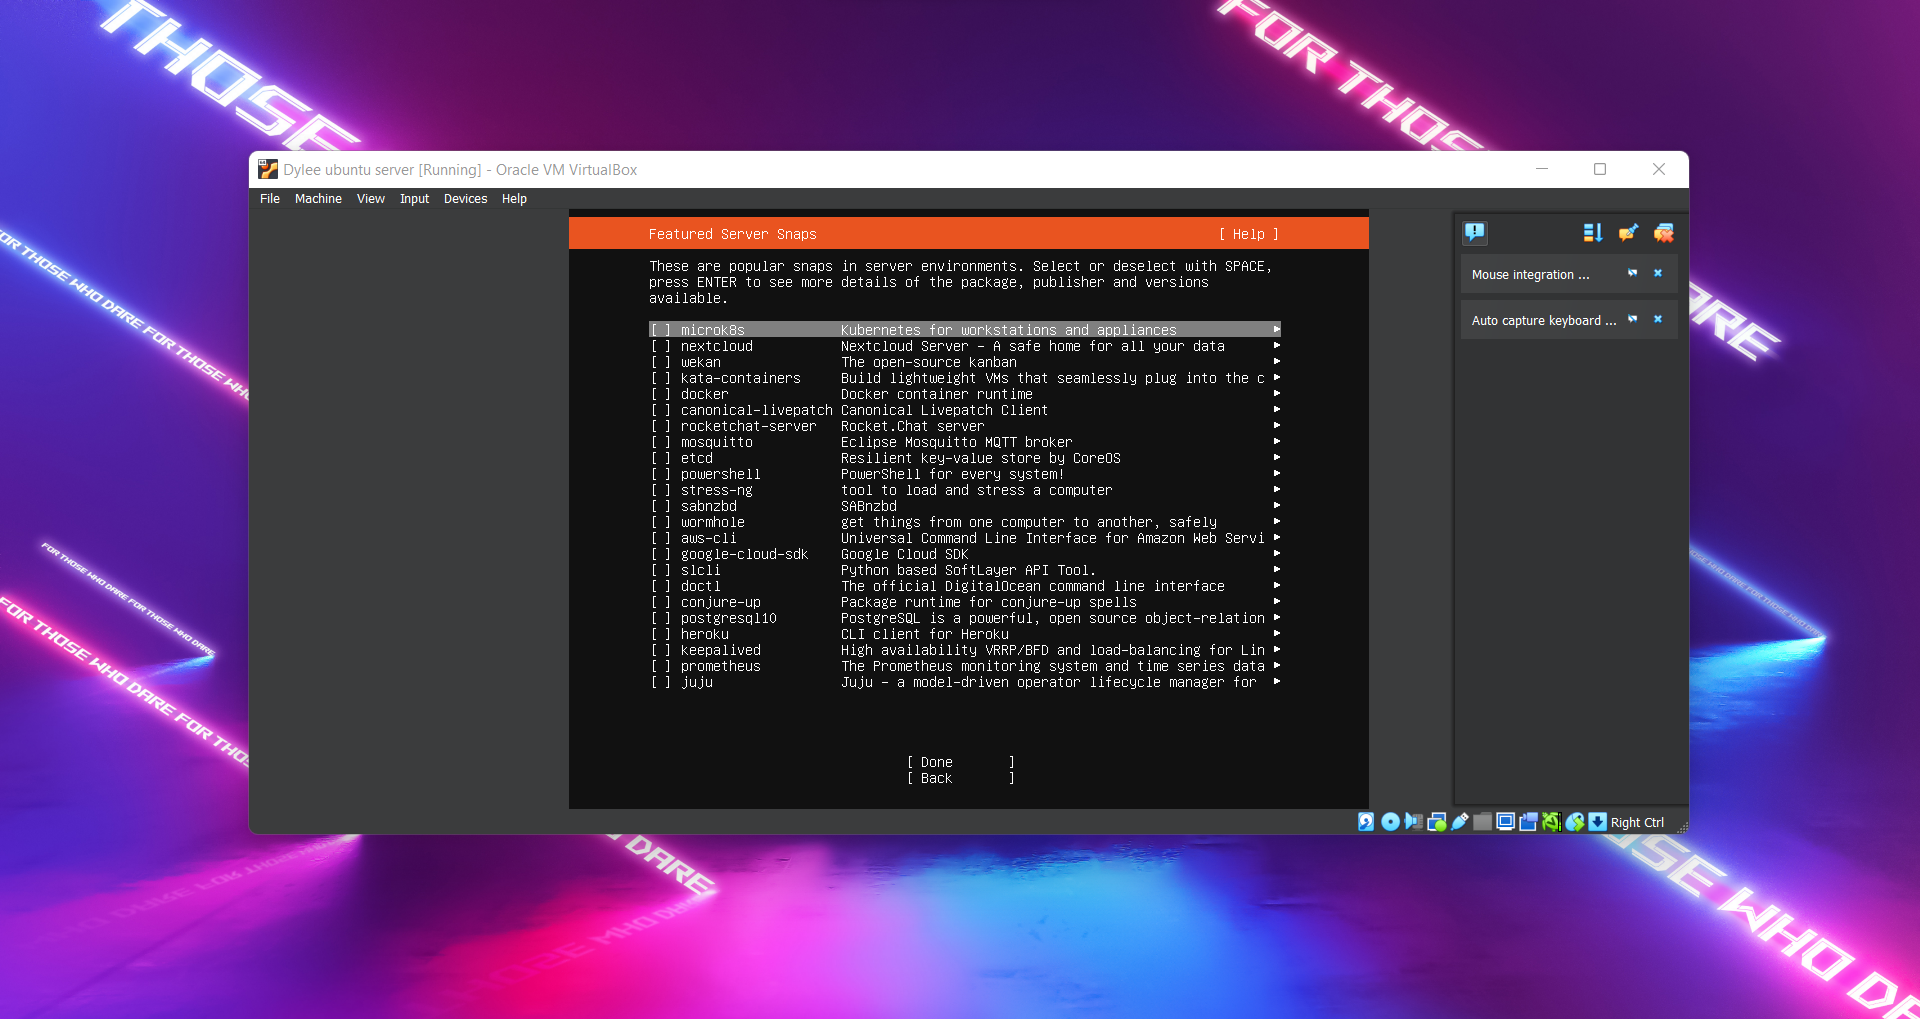 THOSE
FOR THOSE
Dylee ubuntu server [Running] - Oracle VM VirtualBox
File Machine View Input Devices Help
Featured Server Snaps [ Help ]
These are popular snaps in server environments. Select or deselect with SPACE,
press ENTER to see more details of the package, publisher and versions
available.
[ ] microk8s Kubernetes for workstations and appliances
[ ] nextcloud Nextcloud Server - A safe home for all your data
[ ] wekan The open-source kanban
[ ] kata-containers Build lightweight VMs that seamlessly plug into the c
[ ] docker Docker container runtime
[ ] canonical-livepatch Canonical Livepatch Client
[ ] rocketchat-server Rocket.Chat server
[ ] mosquitto Eclipse Mosquitto MQTT broker
[ ] etcd Resilient key-value store by CoreOS
[ ] powershell PowerShell for every system!
[ ] stress-ng tool to load and stress a computer
[ ] sabnzbd SABnzbd
[ ] wormhole get things from one computer to another, safely
[ ] aws-cli Universal Command Line Interface for Amazon Web Servi
[ ] google-cloud-sdk Google Cloud SDK
[ ] slcli Python based SoftLayer API Tool.
[ ] doctl The official DigitalOcean command line interface
[ ] conjure-up Package runtime for conjure-up spells
[ ] postgresql10 PostgreSQL is a powerful, open source object-relation
[ ] heroku CLI client for Heroku
[ ] keepalived High availability VRRP/BFD and load-balancing for Lin
[ ] prometheus The Prometheus monitoring system and time series data
[ ] juju Juju - a model-driven operator lifecycle manager for
[ Done ]
[ Back ]
Mouse integration ...
Auto capture keyboard ...
Right Ctrl
FOR THOSE WHO DARE FOR THOSE WHO
FOR THOSE WHO DARE FOR THOSE WHO DARE
FOR THOSE WHO DARE FOR THOSE
DARE
DARE
OSE WHO DARE